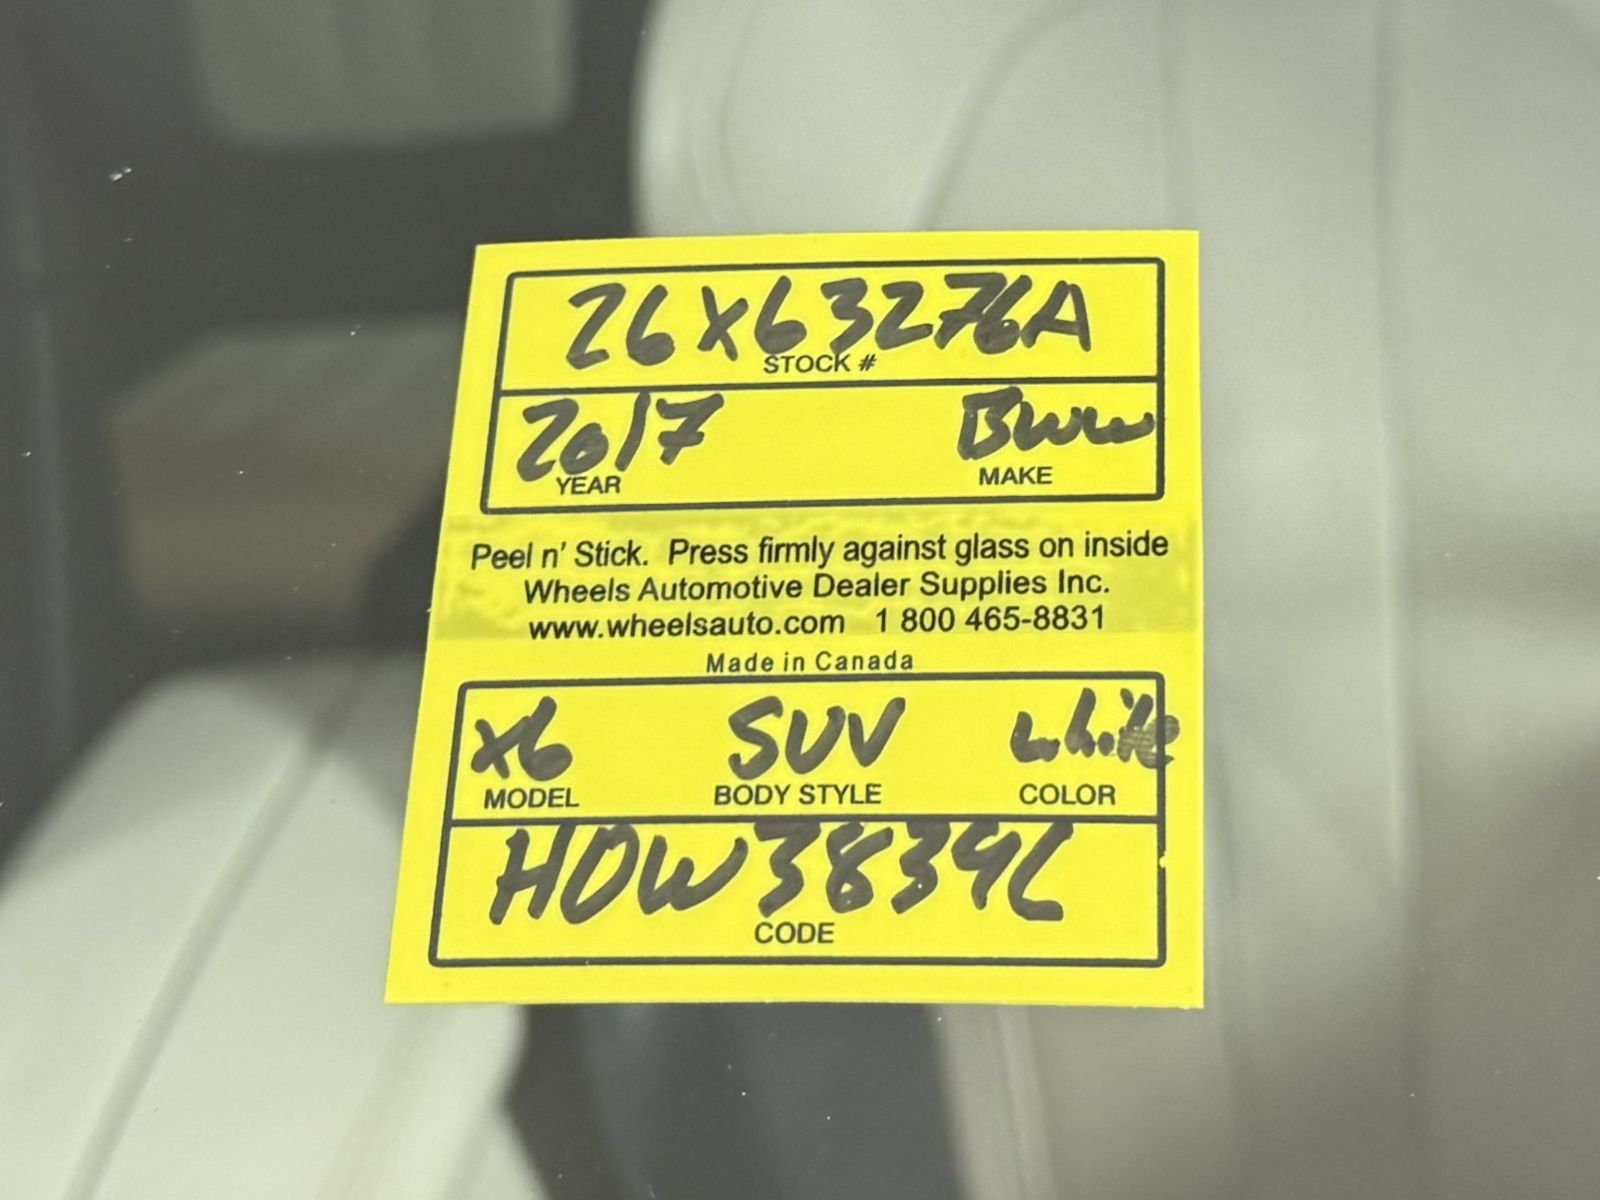 26X63276A
STOCK #
2017 BMW
YEAR MAKE
Peel n' Stick. Press firmly against glass on inside
Wheels Automotive Dealer Supplies Inc.
www.wheelsauto.com 1 800 465-8831
Made in Canada
X6 SUV white
MODEL BODY STYLE COLOR
CODE